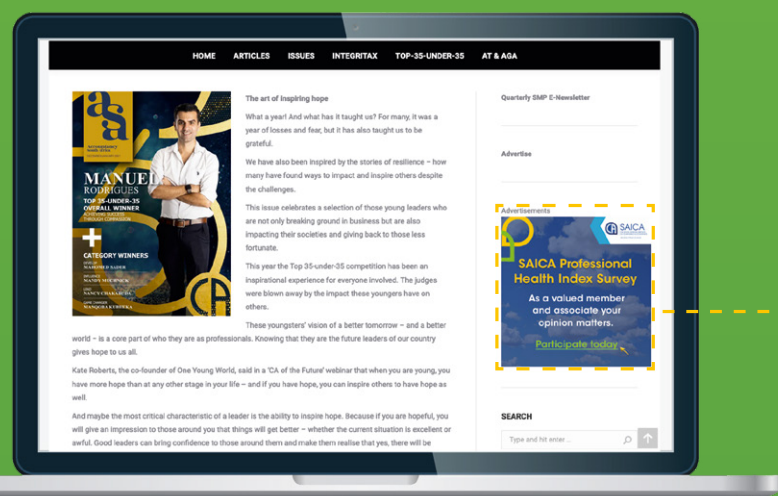 HOME ARTICLES ISSUES INTEGRITAX TOP-35-UNDER-35 AT & AGA
asa
MANUEL
RODRIGUES
TOP 35-UNDER-35
OVERALL WINNER
ACHIEVING SUCCESS
THROUGH COMPASSION
+
CATEGORY WINNERS
The art of inspiring hope
What a year! And what has it taught us? For many, it was a
year of losses and fear, but it has also taught us to be
grateful.
We have also been inspired by the stories of resilience – how
many have found ways to impact and inspire others despite
the challenges.
This issue celebrates a selection of those young leaders who
are not only breaking ground in business but are also
impacting their societies and giving back to those less
fortunate.
This year the Top 35-under-35 competition has been an
inspirational experience for everyone involved. The judges
were blown away by the impact these youngers have on
others.
These youngsters' vision of a better tomorrow – and a better
world – is a core part of who they are as professionals. Knowing that they are the future leaders of our country
gives hope to us all.
Kate Roberts, the co-founder of One Young World, said in a 'CA of the Future' webinar that when you are young, you
have more hope than at any other stage in your life – and if you have hope, you can inspire others to have hope as
well.
And maybe the most critical characteristic of a leader is the ability to inspire hope. Because if you are hopeful, you
will give an impression to those around you that things will get better – whether the current situation is excellent or
awful. Good leaders can bring confidence to those around them and make them realise that yes, there will be
Quarterly SMP E-Newsletter
Advertise
Advertisements
CA SAICA
SAICA Professional
Health Index Survey
As a valued member
and associate your
opinion matters.
Participate today
SEARCH
Type and hit enter ...